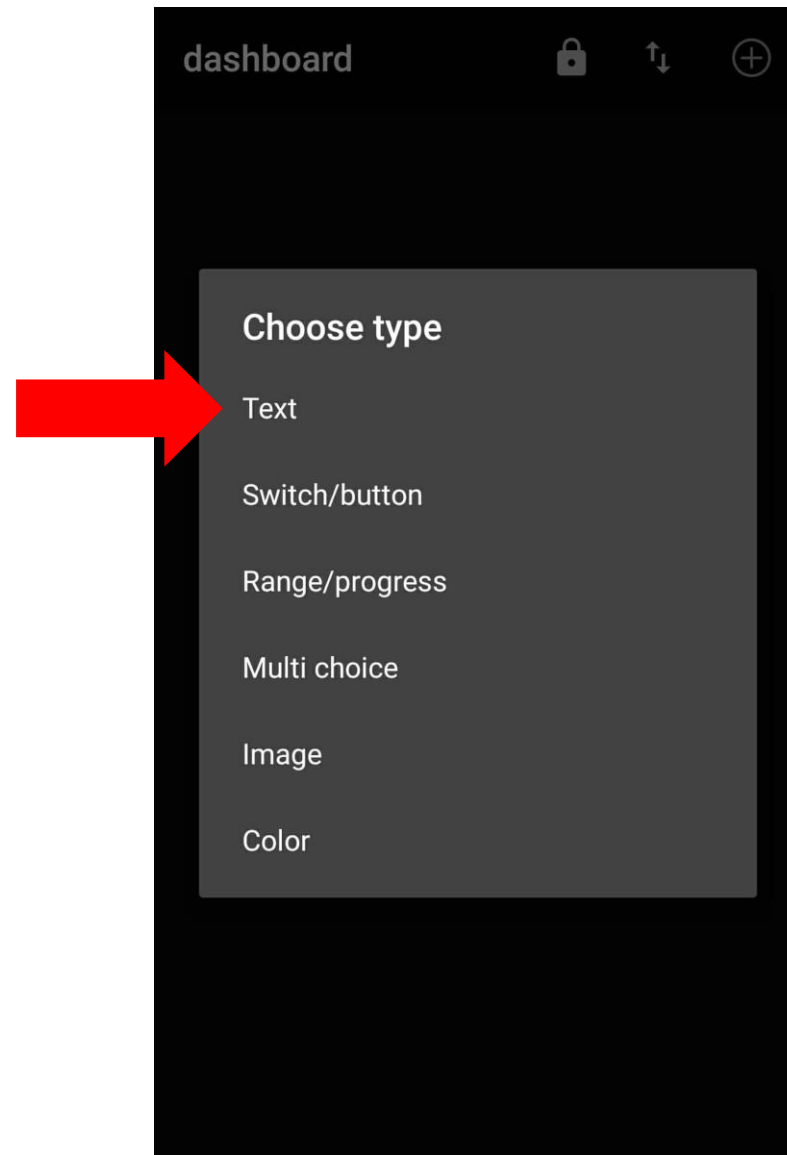 dashboard
Choose type
Text
Switch/button
Range/progress
Multi choice
Image
Color